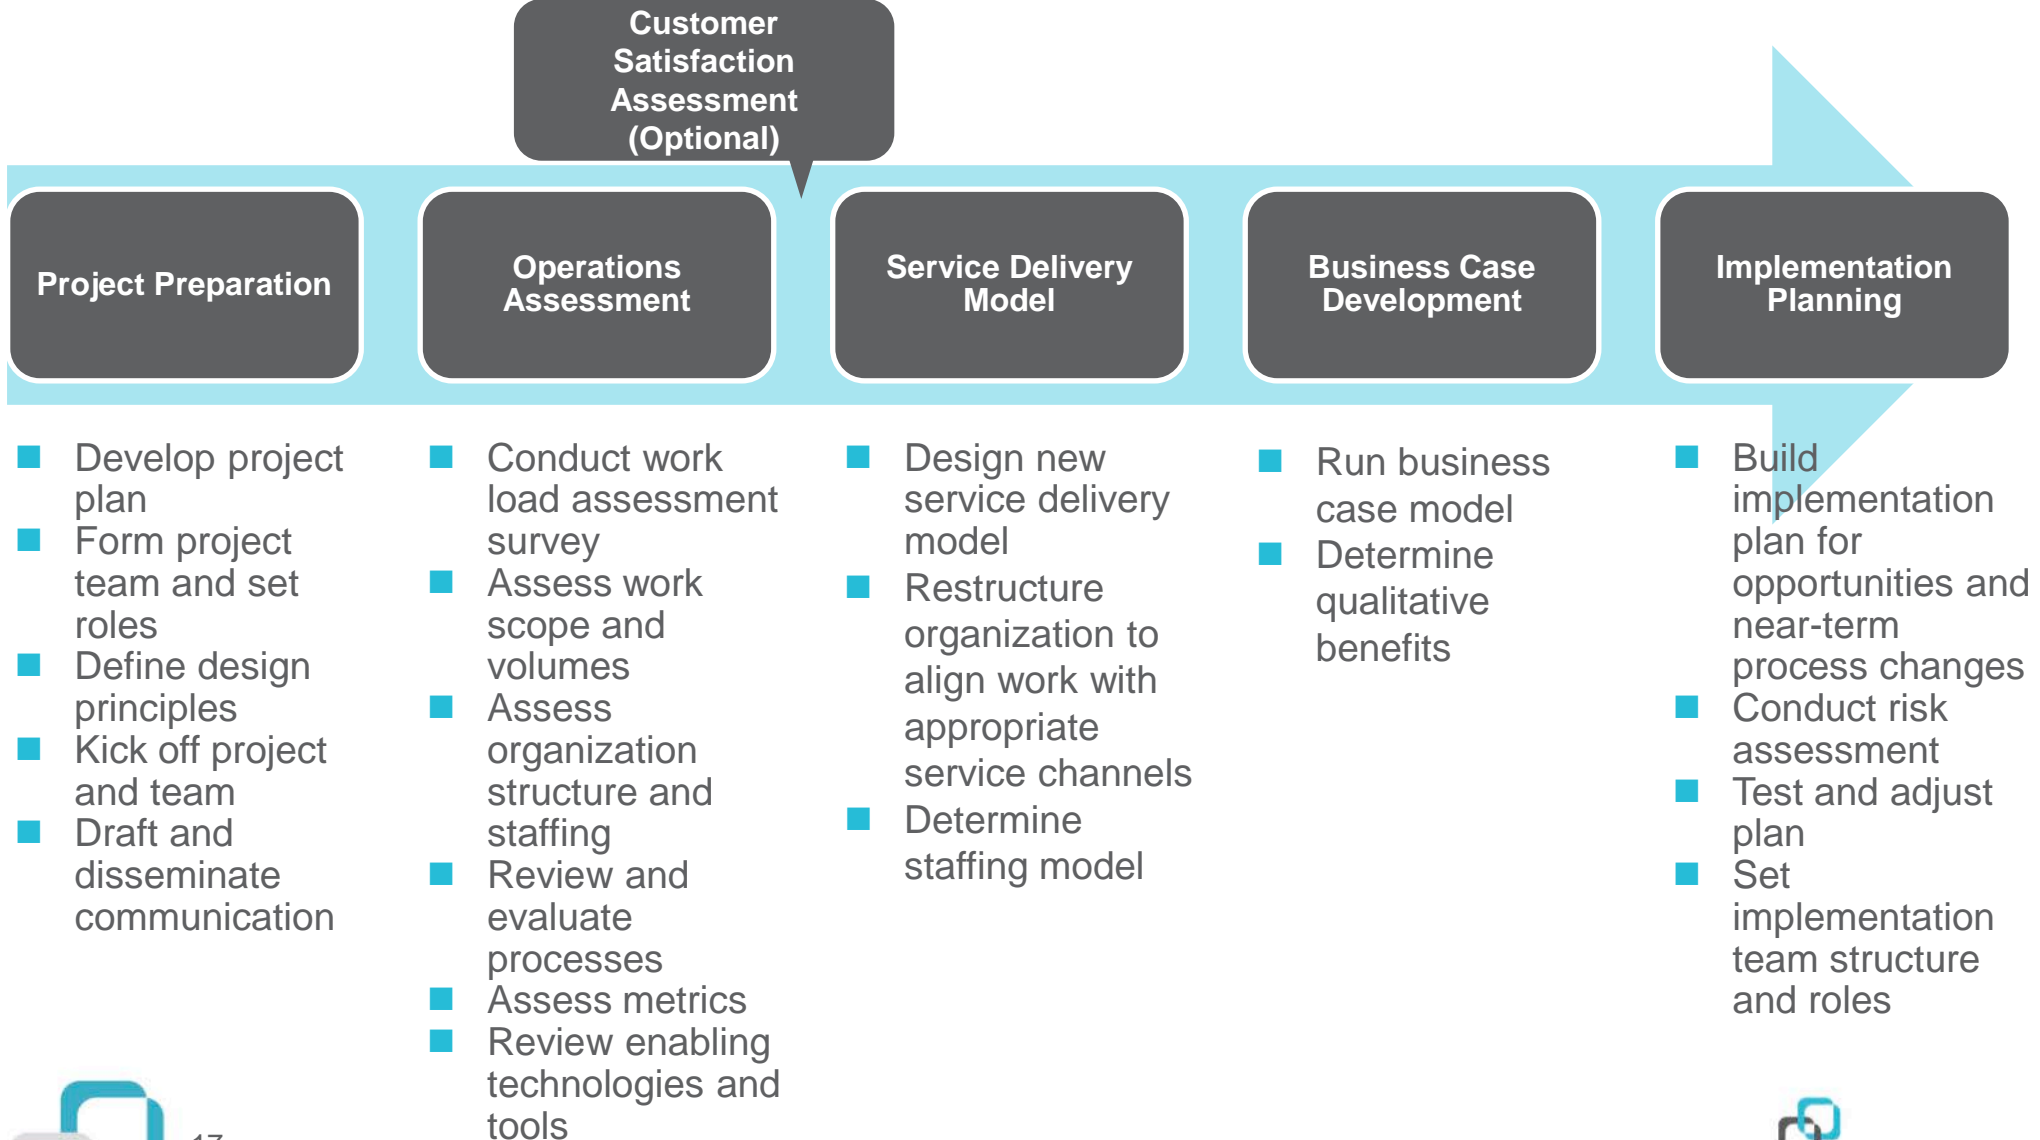 Customer
Satisfaction
Assessment
(Optional)
Project Preparation
Operations
Assessment
Service Delivery
Model
Business Case
Development
Implementation
Planning
Develop project
plan
Form project
team and set
roles
Define design
principles
Kick off project
and team
Draft and
disseminate
communication
Conduct work
load assessment
survey
Assess work
scope and
volumes
Assess
organization
structure and
staffing
Review and
evaluate
processes
Assess metrics
Review enabling
technologies and
tools
Design new
service delivery
model
Restructure
organization to
align work with
appropriate
service channels
Determine
staffing model
Run business
case model
Determine
qualitative
benefits
Build
implementation
plan for
opportunities and
near-term
process changes
Conduct risk
assessment
Test and adjust
plan
Set
implementation
team structure
and roles
17